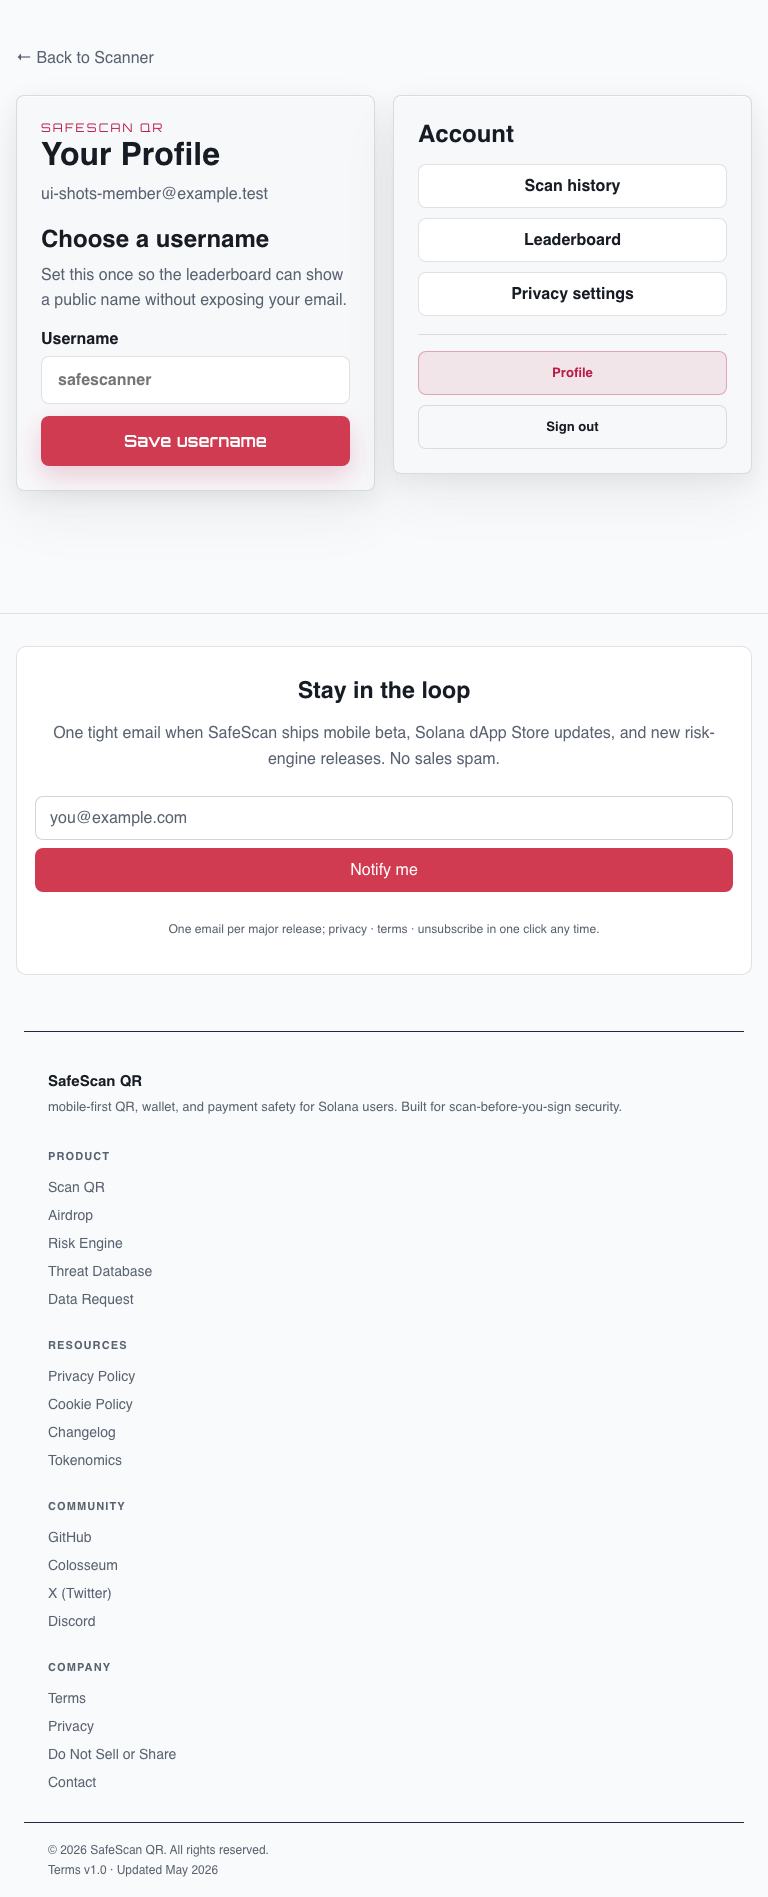 ← Back to Scanner
SAFESCAN QR
Your Profile
ui-shots-member@example.test
Choose a username
Set this once so the leaderboard can show
a public name without exposing your email.
Username
safescanner
Save username
Account
Scan history
Leaderboard
Privacy settings
Profile
Sign out
Stay in the loop
One tight email when SafeScan ships mobile beta, Solana dApp Store updates, and new risk-
engine releases. No sales spam.
you@example.com
Notify me
One email per major release; privacy · terms · unsubscribe in one click any time.
SafeScan QR
mobile-first QR, wallet, and payment safety for Solana users. Built for scan-before-you-sign security.
PRODUCT
Scan QR
Airdrop
Risk Engine
Threat Database
Data Request
RESOURCES
Privacy Policy
Cookie Policy
Changelog
Tokenomics
COMMUNITY
GitHub
Colosseum
X (Twitter)
Discord
COMPANY
Terms
Privacy
Do Not Sell or Share
Contact
© 2026 SafeScan QR. All rights reserved.
Terms v1.0 · Updated May 2026